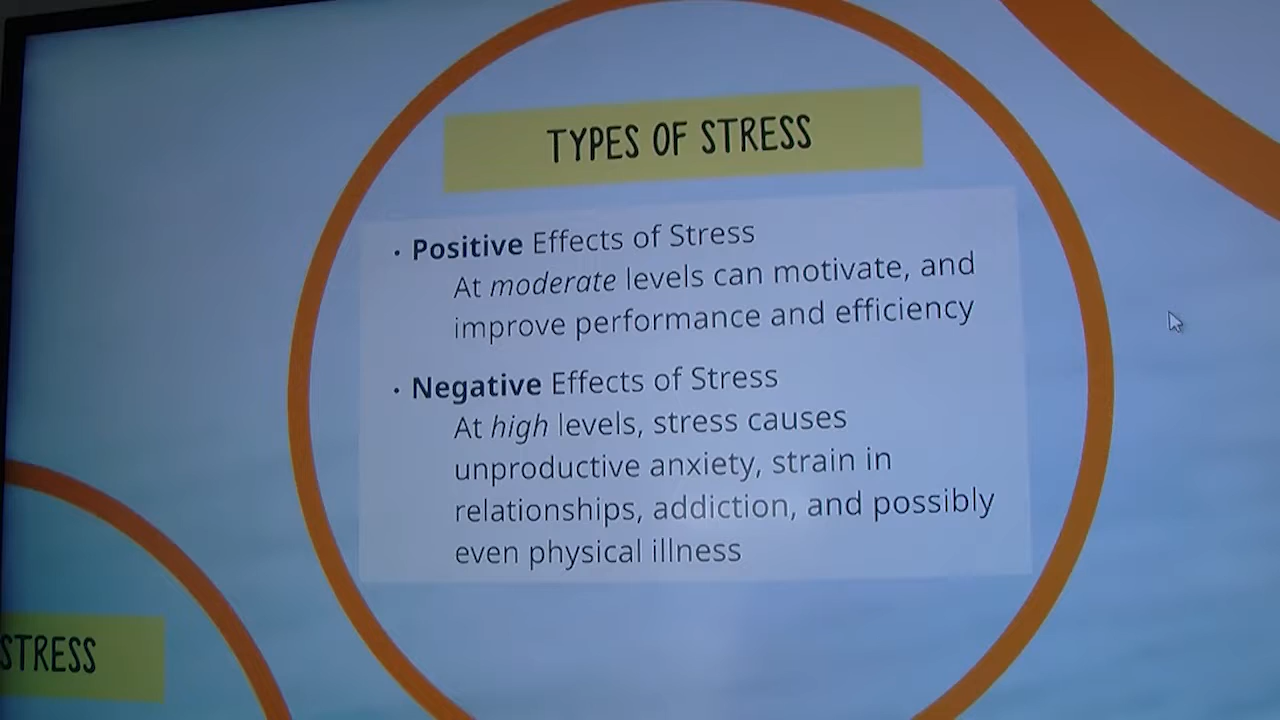 TYPES OF STRESS
· Positive Effects of Stress
At moderate levels can motivate, and
improve performance and efficiency
· Negative Effects of Stress
At high levels, stress causes
unproductive anxiety, strain in
relationships, addiction, and possibly
even physical illness
STRESS